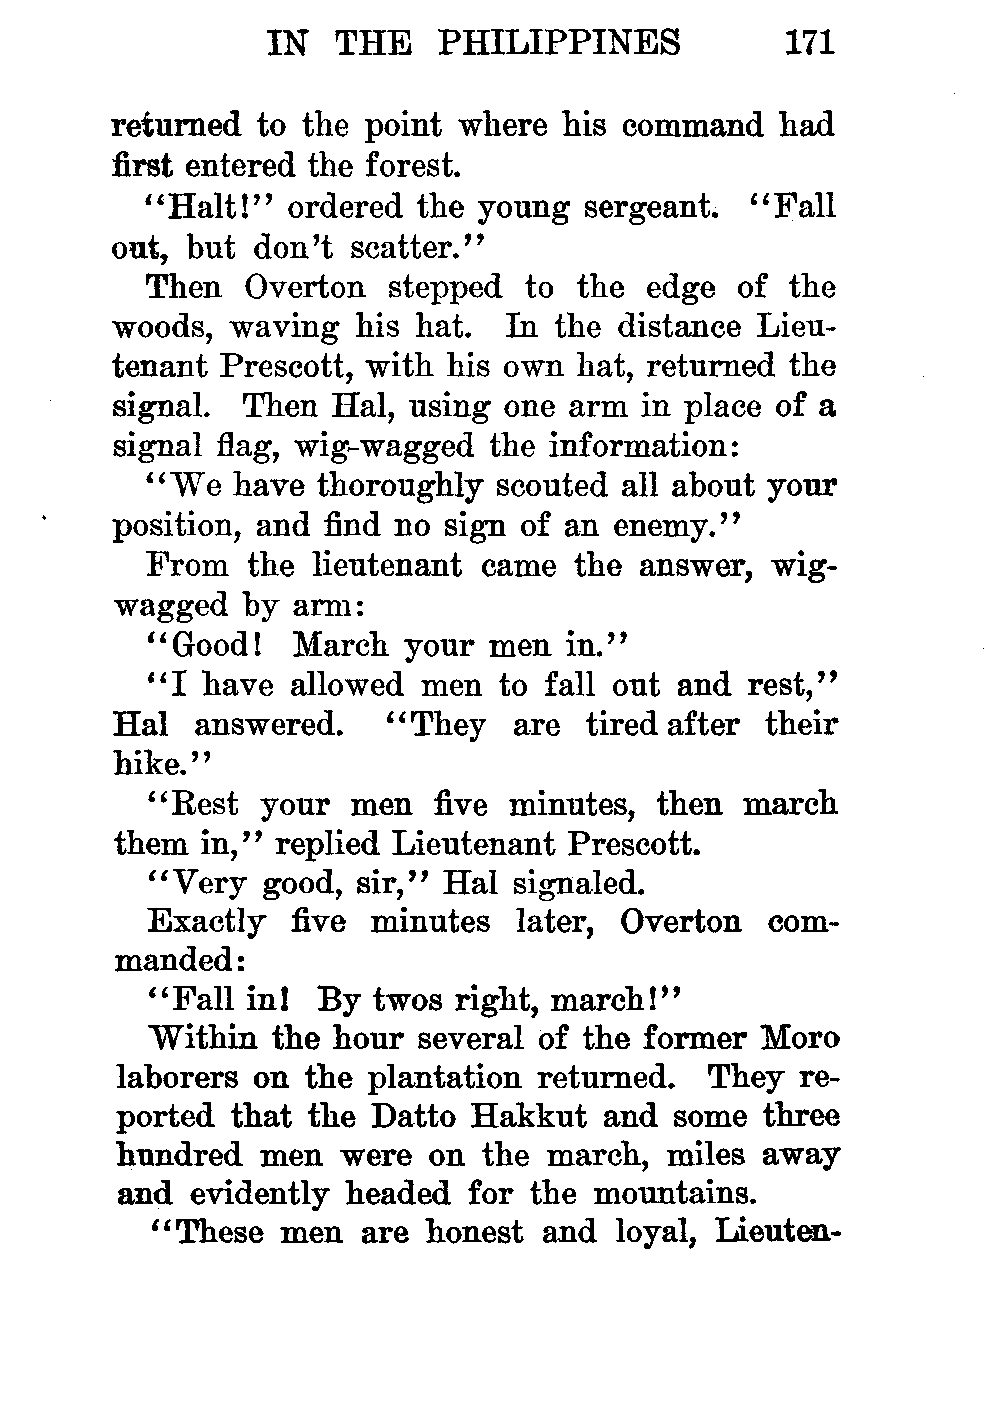 IN THE PHILIPPINES 171
returned to the point where his command had
first entered the forest.
"Halt!" ordered the young sergeant. "Fall
out, but don't scatter."
Then Overton stepped to the edge of the
woods, waving his hat. In the distance Lieu-
tenant Prescott, with his own hat, returned the
signal. Then Hal, using one arm in place of a
signal flag, wig-wagged the information:
"We have thoroughly scouted all about your
position, and find no sign of an enemy."
From the lieutenant came the answer, wig-
wagged by arm:
"Good! March your men in."
"I have allowed men to fall out and rest,"
Hal answered. "They are tired after their
hike."
"Rest your men five minutes, then march
them in," replied Lieutenant Prescott.
"Very good, sir," Hal signaled.
Exactly five minutes later, Overton com-
manded:
"Fall in! By twos right, march!"
Within the hour several of the former Moro
laborers on the plantation returned. They re-
ported that the Datto Hakkut and some three
hundred men were on the march, miles away
and evidently headed for the mountains.
"These men are honest and loyal, Lieuten-